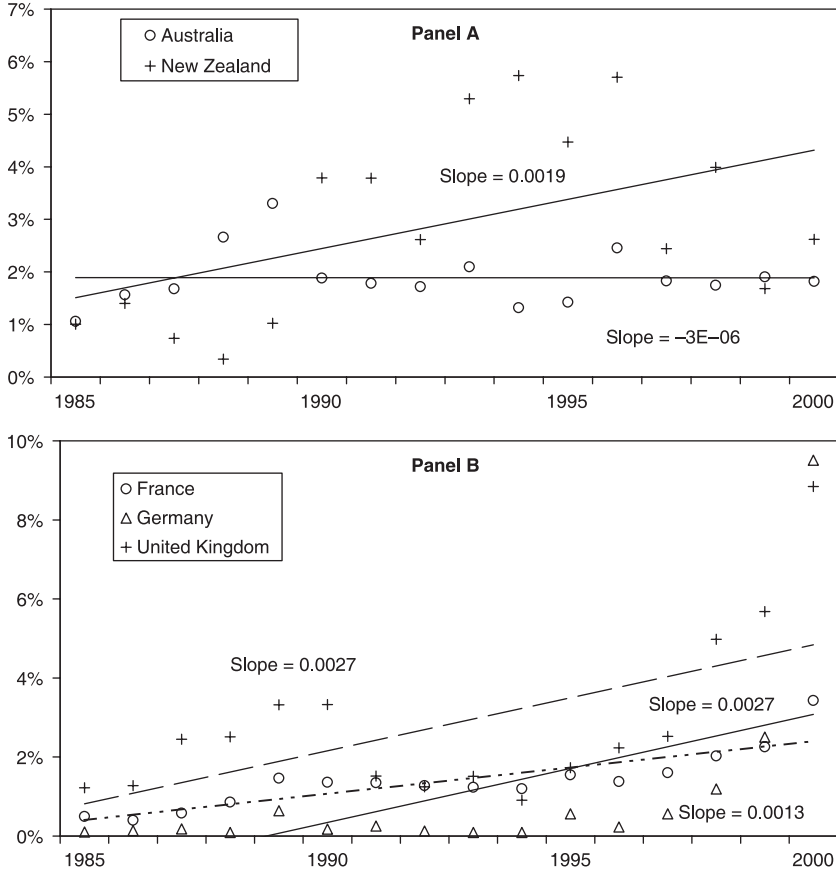 7%
Panel A
Australia
New Zealand
6%
5%
4%
Slope = 0.0019
3%
2%
1%
Slope = –3E–06
0%
1985
1990
1995
2000
10%
Panel B
France
Germany
United Kingdom
8%
6%
Slope = 0.0027
4%
Slope = 0.0027
2%
Slope = 0.0013
0%
1985
1990
1995
2000